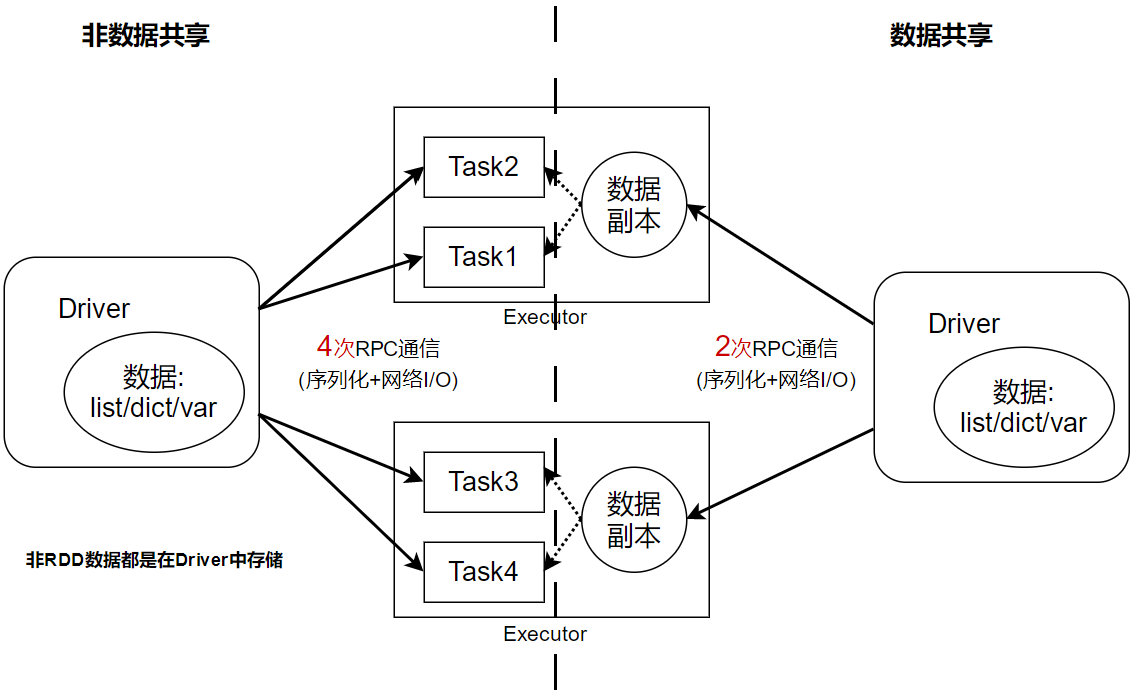 非数据共享
数据共享
Task2
数据
副本
Task1
Executor
Driver
数据:
list/dict/var
4次RPC通信
(序列化+网络I/O)
2次RPC通信
(序列化+网络I/O)
Driver
数据:
list/dict/var
Task3
数据
副本
Task4
Executor
非RDD数据都是在Driver中存储